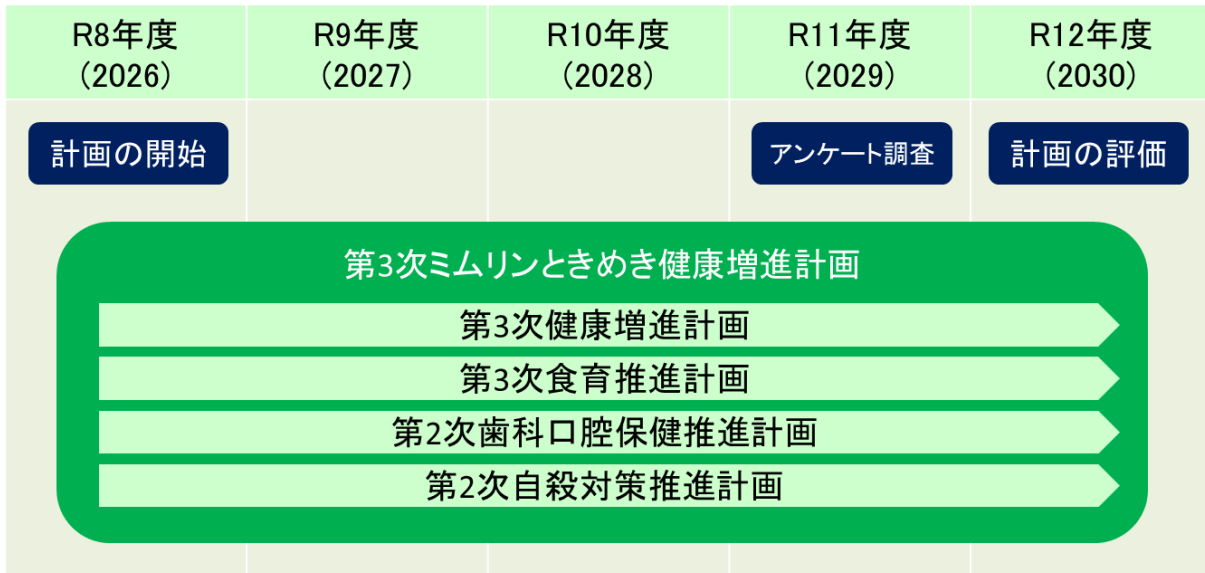 R8年度
（2026）
R9年度
（2027）
R10年度
（2028）
R11年度
（2029）
R12年度
（2030）
計画の開始
アンケート調査
計画の評価
第3次ミムリンときめき健康増進計画
第3次健康増進計画
第3次食育推進計画
第2次歯科口腔保健推進計画
第2次自殺対策推進計画